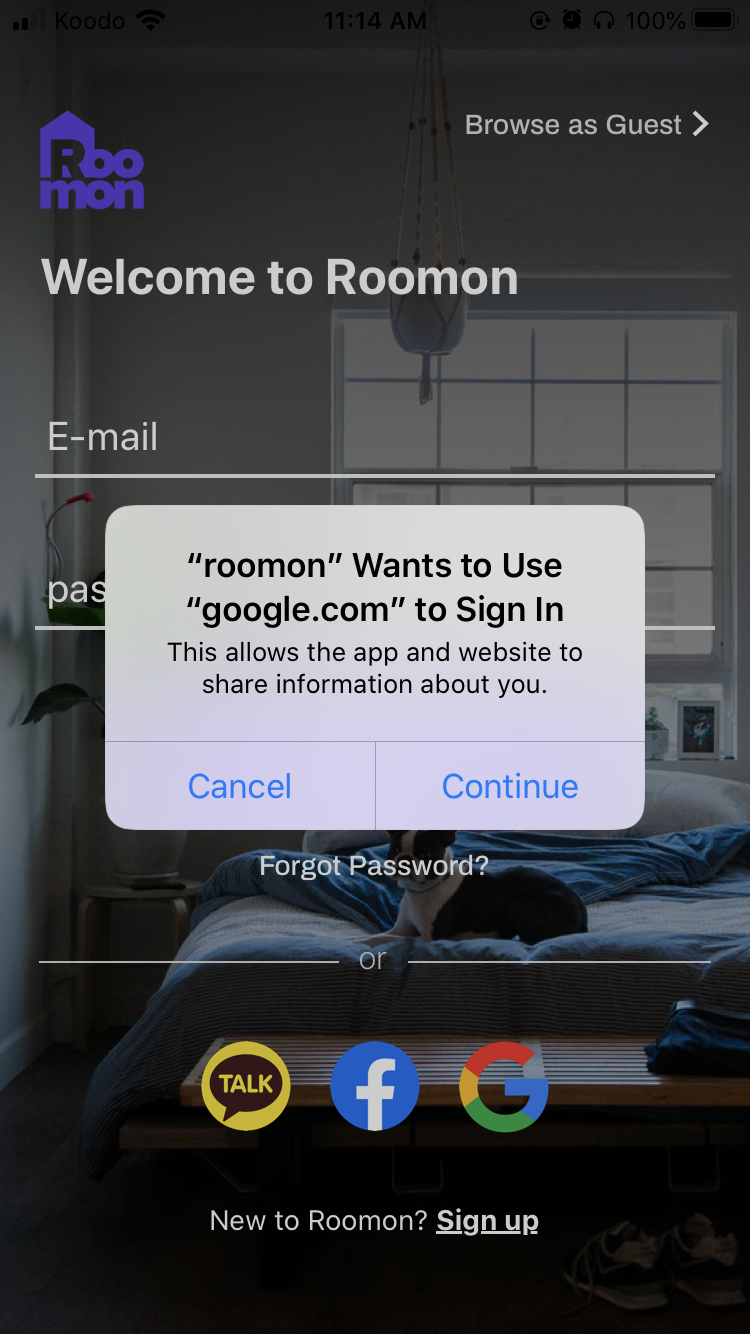 Koodo
11:14 AM
100%
Browse as Guest
Roo
mon
Welcome to Roomon
E-mail
pas
“roomon” Wants to Use
“google.com” to Sign In
This allows the app and website to
share information about you.
Cancel
Continue
Forgot Password?
or
TALK
f
G
New to Roomon? Sign up